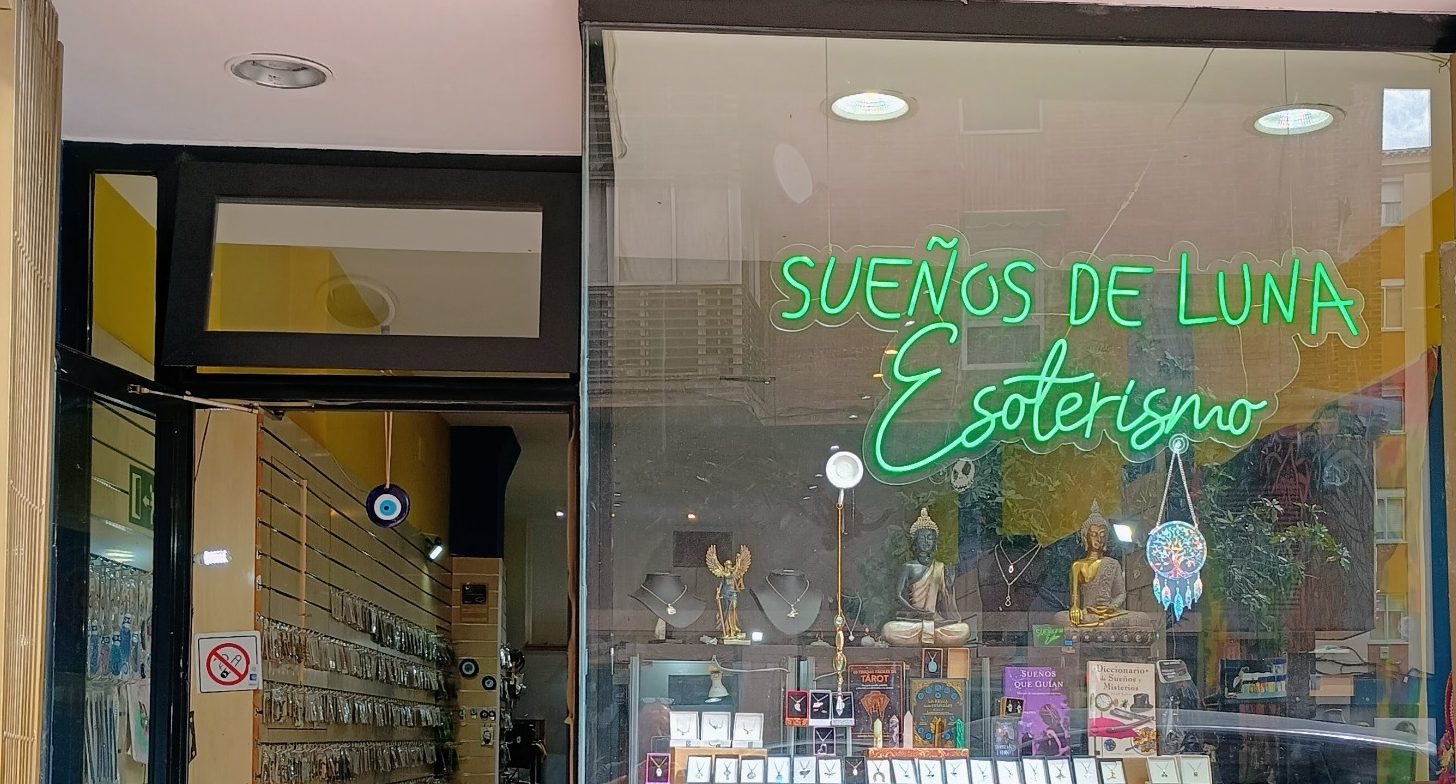 SUEÑOS DE LUNA
Esoterismo
TAROT
SUEÑOS
QUE GUÍAN
Diccionario
de Sueños y
Misterios